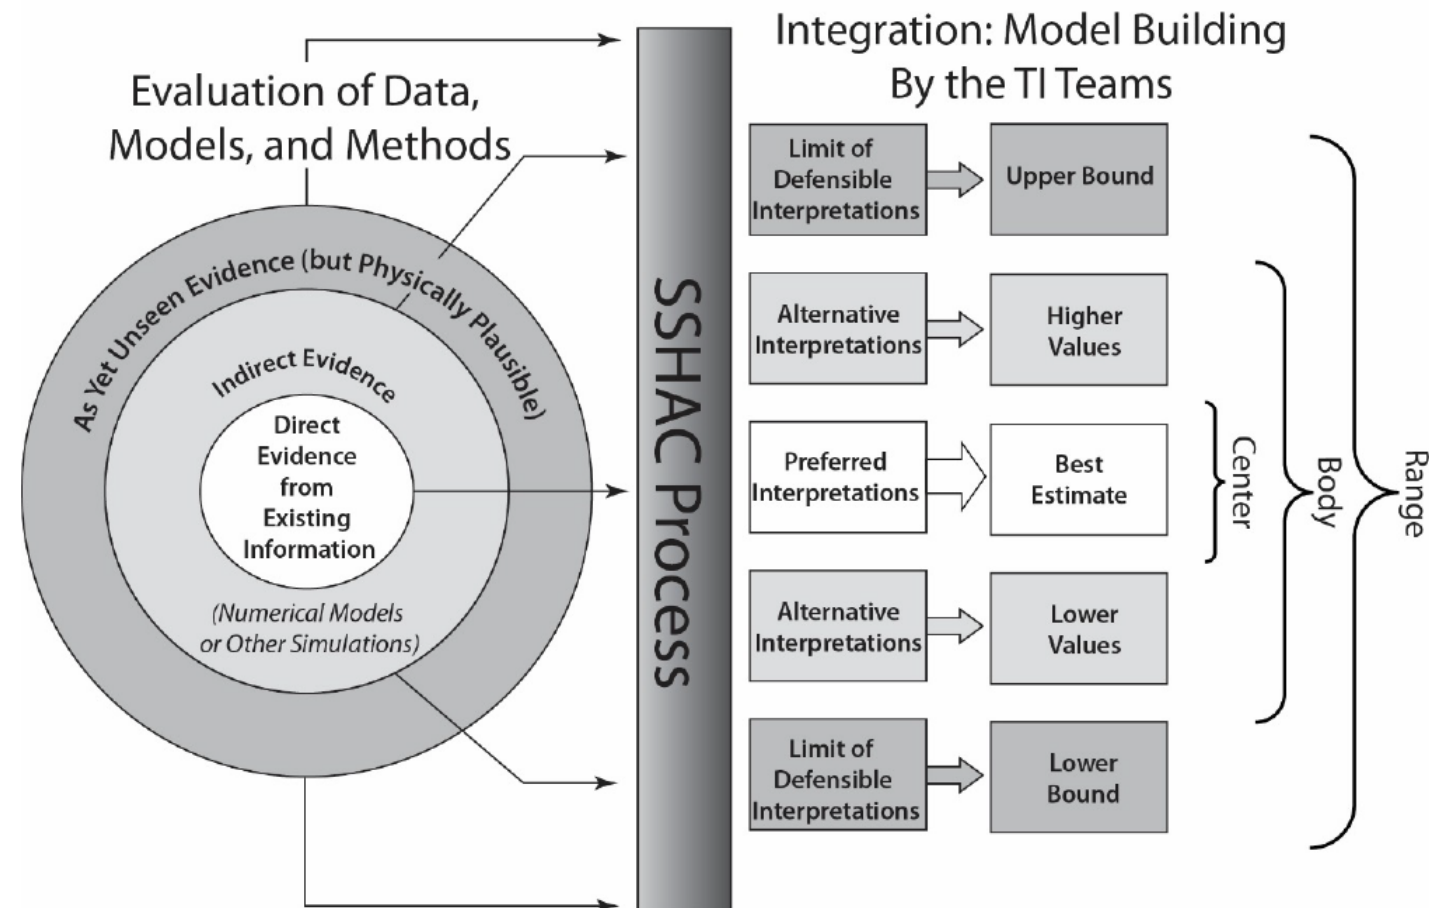 Evaluation of Data,
Models, and Methods
As Yet Unseen Evidence (but Physically Plausible)
Indirect Evidence
Direct
Evidence
from
Existing
Information
(Numerical Models
or Other Simulations)
SSHAC Process
Integration: Model Building
By the TI Teams
Limit of
Defensible
Interpretations
Upper Bound
Alternative
Interpretations
Higher
Values
Preferred
Interpretations
Best
Estimate
Alternative
Interpretations
Lower
Values
Limit of
Defensible
Interpretations
Lower
Bound
Center
Body
Range